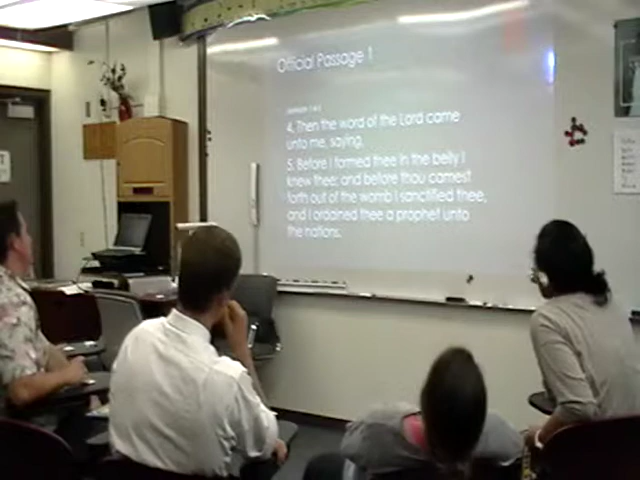 Official Passage 1
4. Then the word of the Lord came
unto me, saying,
5. Before I formed thee in the belly I
knew thee; and before thou camest
forth out of the womb I sanctified thee,
and I ordained thee a prophet unto
the nations.